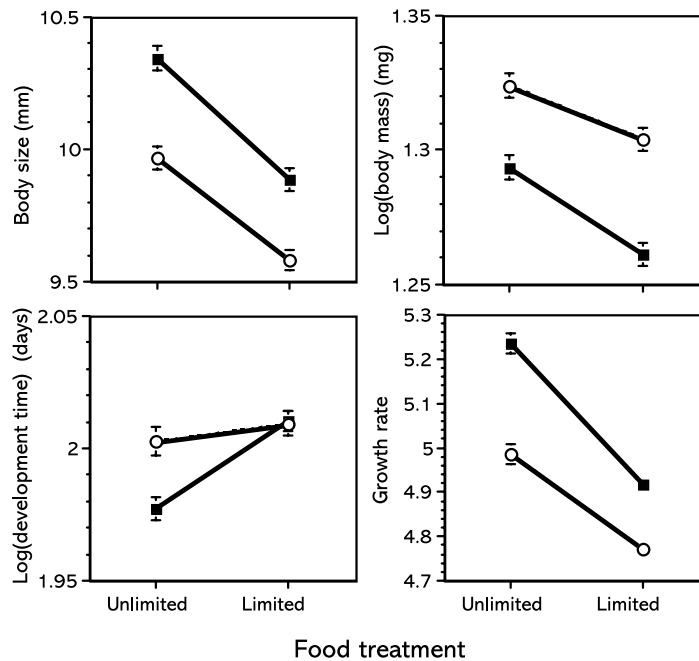 Body size (mm)
10.5
10
9.5
Log(body mass) (mg)
1.35
1.3
1.25
Log(development time) (days)
2.05
2
1.95
Unlimited
Limited
Growth rate
5.3
5.2
5.1
5
4.9
4.8
4.7
Unlimited
Limited
Food treatment